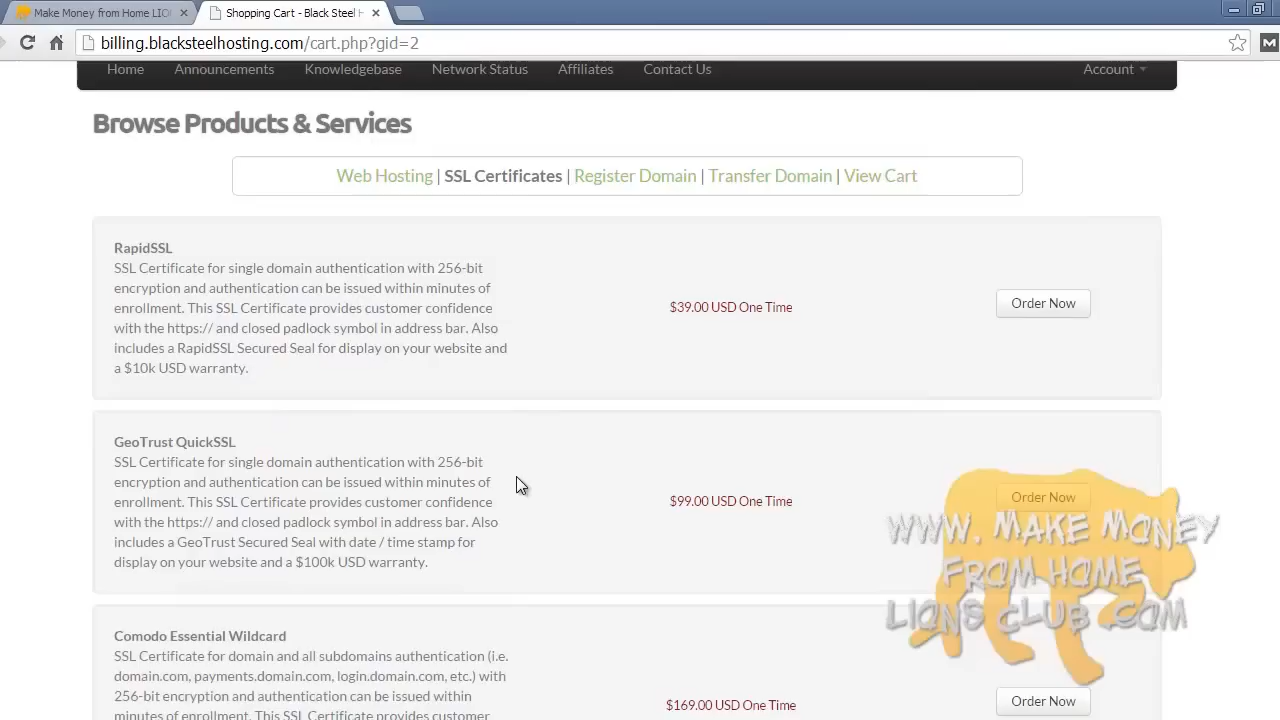 Make Money from Home LIO
Shopping Cart - Black Steel H
billing.blacksteelhosting.com/cart.php?gid=2
Home Announcements Knowledgebase Network Status Affiliates Contact Us Account
Browse Products & Services
Web Hosting | SSL Certificates | Register Domain | Transfer Domain | View Cart
RapidSSL
SSL Certificate for single domain authentication with 256-bit
encryption and authentication can be issued within minutes of
enrollment. This SSL Certificate provides customer confidence
with the https:// and closed padlock symbol in address bar. Also
includes a RapidSSL Secured Seal for display on your website and
a $10k USD warranty.
$39.00 USD One Time
Order Now
GeoTrust QuickSSL
SSL Certificate for single domain authentication with 256-bit
encryption and authentication can be issued within minutes of
enrollment. This SSL Certificate provides customer confidence
with the https:// and closed padlock symbol in address bar. Also
includes a GeoTrust Secured Seal with date / time stamp for
display on your website and a $100k USD warranty.
$99.00 USD One Time
Order Now
Comodo Essential Wildcard
SSL Certificate for domain and all subdomains authentication (i.e.
domain.com, payments.domain.com, login.domain.com, etc.) with
256-bit encryption and authentication can be issued within
minutes of enrollment. This SSL Certificate provides customer
$169.00 USD One Time
Order Now
www. Make Money
From Home
Lions Club .com